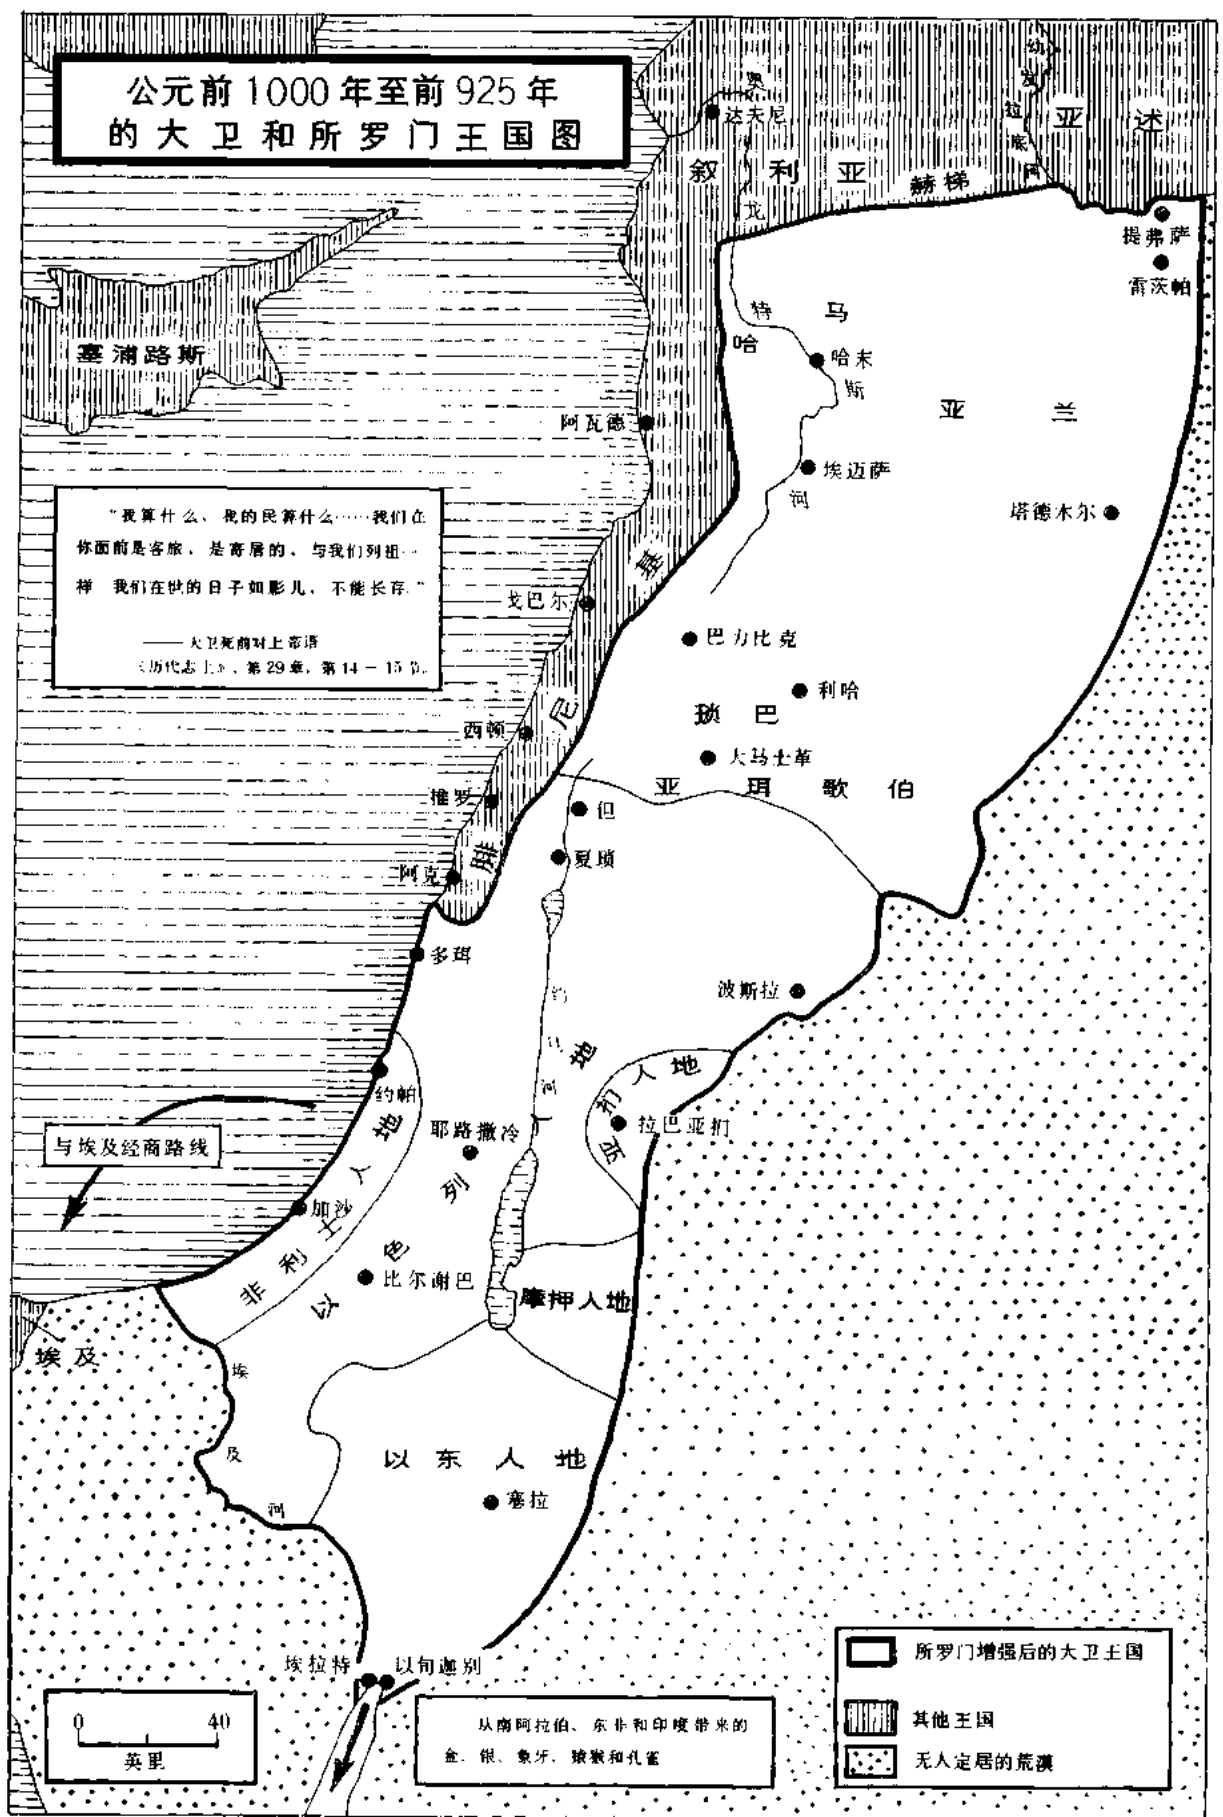 公元前1000年至前925年
的大卫和所罗门王国图
奥
达夫尼
幼发拉底河
亚述
叙利亚
赫梯
龙
提弗萨
雷茨帕
特
马
哈
哈末
斯
塞浦路斯
亚兰
阿瓦德
埃迈萨
河
塔德木尔
“我算什么、我的民算什么……我们在
你面前是客旅、是寄居的、与我们列祖一
样 我们在世的日子如影儿、不能长存。”
——大卫死前对上帝语
《历代志上》、第29章，第14－15节。
基
戈巴尔
巴力比克
利哈
尼
琐巴
西顿
大马士革
亚珥歌伯
推罗
但
腓
夏琐
阿克
多珥
波斯拉
约
河
地
亚扪人地
约帕
拉巴亚扪
耶路撒冷
与埃及经商路线
列
加沙
非利士人地
色
比尔谢巴
以
摩押人地
埃及
埃
及
河
以东人地
塞拉
埃拉特
以旬迦别
所罗门增强后的大卫王国
其他王国
无人定居的荒漠
0 40
英里
从南阿拉伯、东非和印度带来的
金、银、象牙、猿猴和孔雀